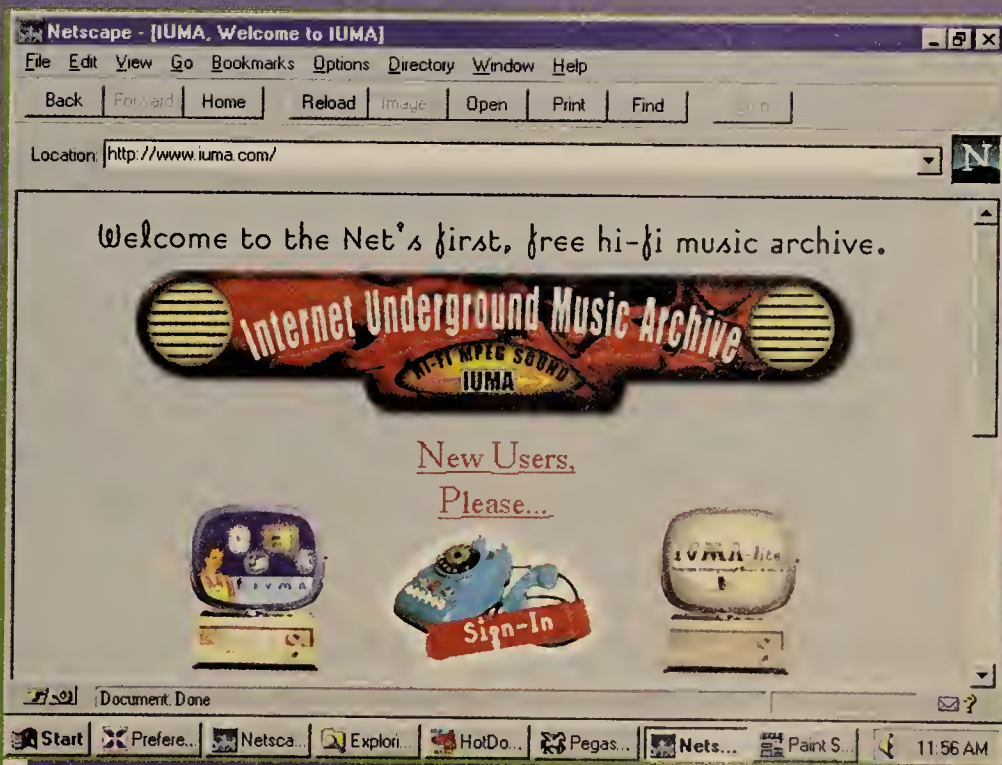 Netscape - [IUMA, Welcome to IUMA]
File Edit View Go Bookmarks Options Directory Window Help
Back Forward Home Reload Image Open Print Find
Location: http://www.iuma.com/
N
Welcome to the Net's first, free hi-fi music archive.
Internet Underground Music Archive
HI-FI MPEG SOUND
IUMA
New Users,
Please...
IUMA
IUMA-lite
Sign-In
Document: Done
Start Prefere... Netsca... Explori... HotDo... Pegas... Nets... Paint S... 11:56 AM